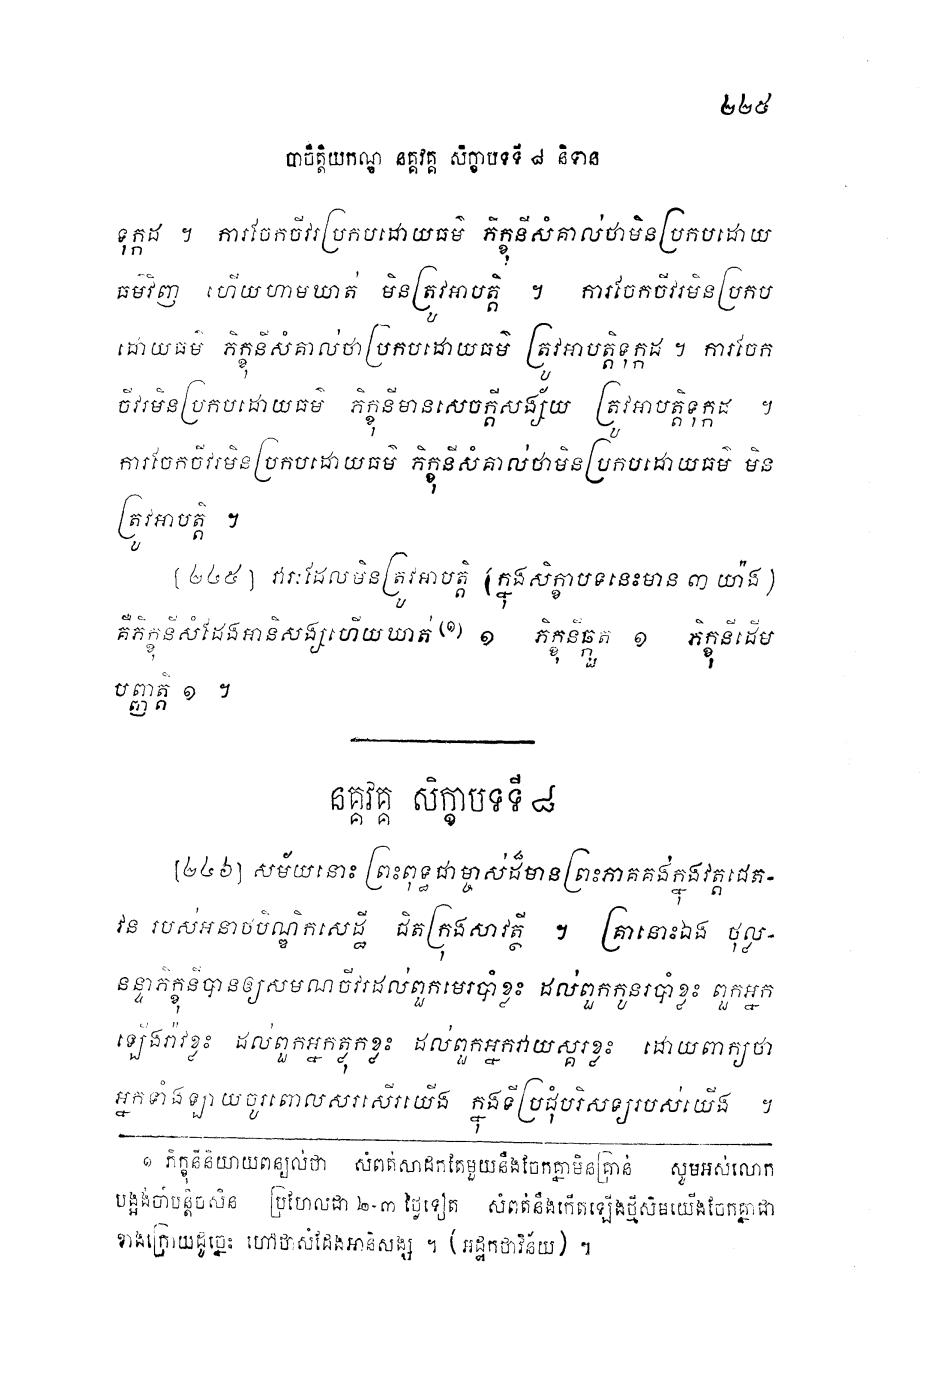 ២២៥
បាចិត្តិយកណ្ឌ នគ្គវគ្គ សិក្ខាបទទី ៨ និទាន
ទុក្កដ ។ ការចែកចីវរប្រកបដោយធម៌ ភិក្ខុនីសំគាល់ថាមិនប្រកបដោយ
ធម៌វិញ ហើយហាមឃាត់ មិនត្រូវអាបត្តិ ។ ការចែកចីវរមិនប្រកប
ដោយធម៌ ភិក្ខុនីសំគាល់ថាប្រកបដោយធម៌ ត្រូវអាបត្តិទុក្កដ ។ ការចែក
ចីវរមិនប្រកបដោយធម៌ ភិក្ខុនីមានសេចក្តីសង្ស័យ ត្រូវអាបត្តិទុក្កដ ។
ការចែកចីវរមិនប្រកបដោយធម៌ ភិក្ខុនីសំគាល់ថាមិនប្រកបដោយធម៌ មិន
ត្រូវអាបត្តិ ។
[២២៥] វារៈដែលមិនត្រូវអាបត្តិ (ក្នុងសិក្ខាបទនេះមាន ៣ យ៉ាង)
គឺភិក្ខុនីសំដែងអានិសង្សហើយឃាត់ (១) ១ ភិក្ខុនីឆ្កួត ១ ភិក្ខុនីដើម
បញ្ញត្តិ ១ ។
នគ្គវគ្គ សិក្ខាបទទី ៨
[២២៦] សម័យនោះ ព្រះពុទ្ធជាម្ចាស់ដ៏មានព្រះភាគគង់ក្នុងវត្តជេត-
វន របស់អនាថបិណ្ឌិកសេដ្ឋី ជិតក្រុងសាវត្ថី ។ គ្រានោះឯង ថុល្ល-
នន្ទាភិក្ខុនីបានឲ្យសមណចីវរដល់ពួកមេរបាំខ្លះ ដល់ពួកកូនរបាំខ្លះ ពួកអ្នក
ឡើងរ៉ាវខ្លះ ដល់ពួកអ្នកត្លុកខ្លះ ដល់ពួកអ្នកវាយស្គរខ្លះ ដោយពាក្យថា
អ្នកទាំងឡាយចូរពោលសរសើរយើង ក្នុងទីប្រជុំបរិសទ្យរបស់យើង ។
១ ភិក្ខុនីនិយាយពន្យល់ថា សំពត់សាដកតែមួយនឹងចែកគ្នាមិនគ្រាន់ សូមអស់លោក
បង្អង់ចាំបន្តិចសិន ប្រហែលជា ២-៣ ថ្ងៃទៀត សំពត់នឹងកើតឡើងថ្មីសិមយើងចែកគ្នាជា
ខាងក្រោយដូច្នេះ ហៅថាសំដែងអានិសង្ស ។ (អដ្ឋកថាវិន័យ) ។